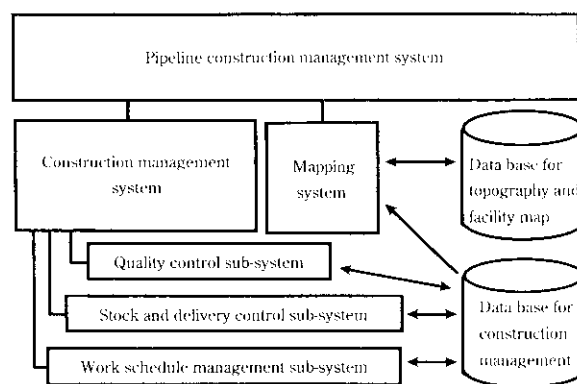 Pipeline construction management system
Construction management
system
Mapping
system
Data base for
topography and
facility map
Quality control sub-system
Stock and delivery control sub-system
Work schedule management sub-system
Data base for
construction
management